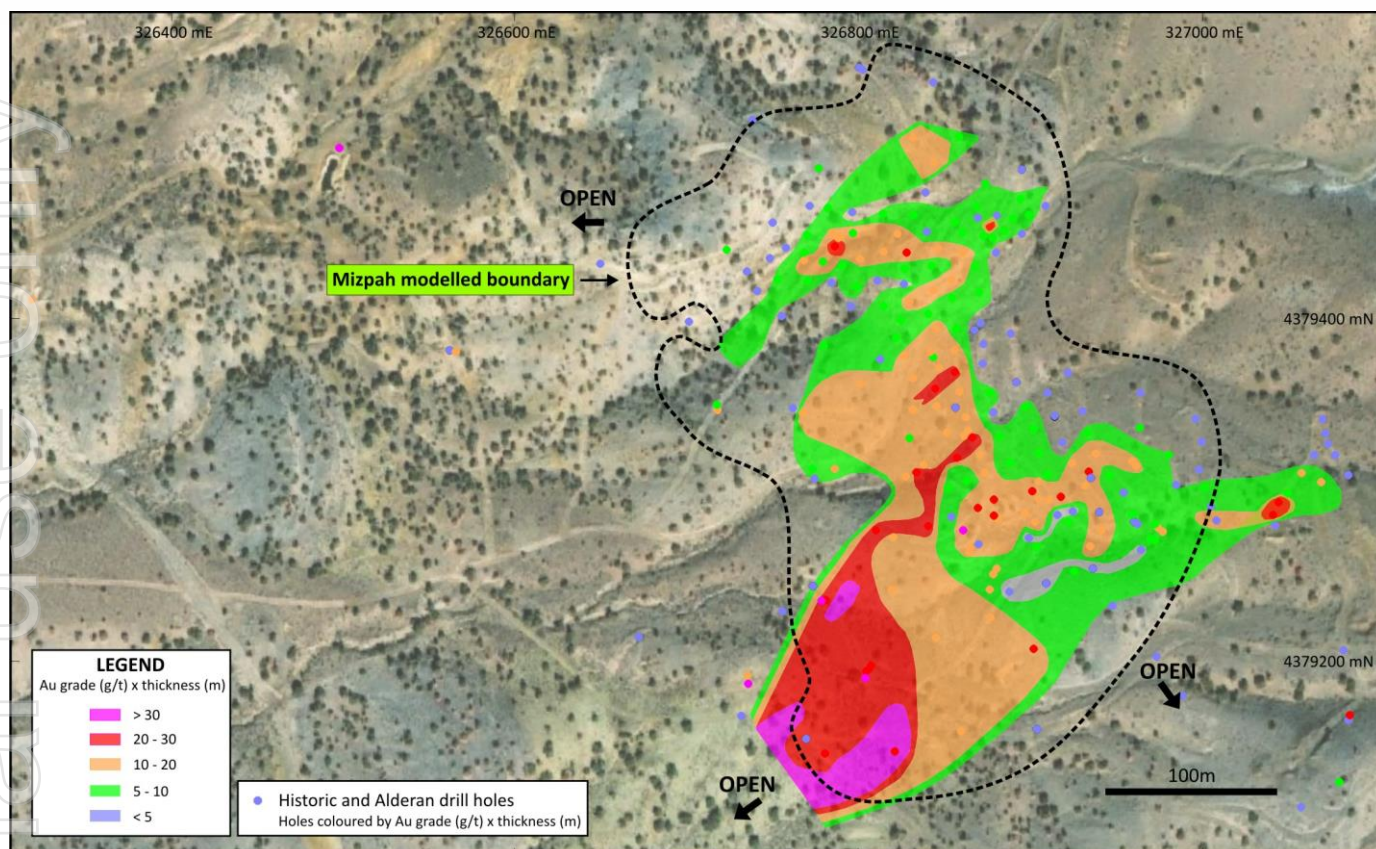 326400 mE
326600 mE
326800 mE
327000 mE
OPEN
Mizpah modelled boundary
4379400 mN
4379200 mN
OPEN
OPEN
100m
LEGEND
Au grade (g/t) x thickness (m)
> 30
20 - 30
10 - 20
5 - 10
< 5
Historic and Alderan drill holes
Holes coloured by Au grade (g/t) x thickness (m)